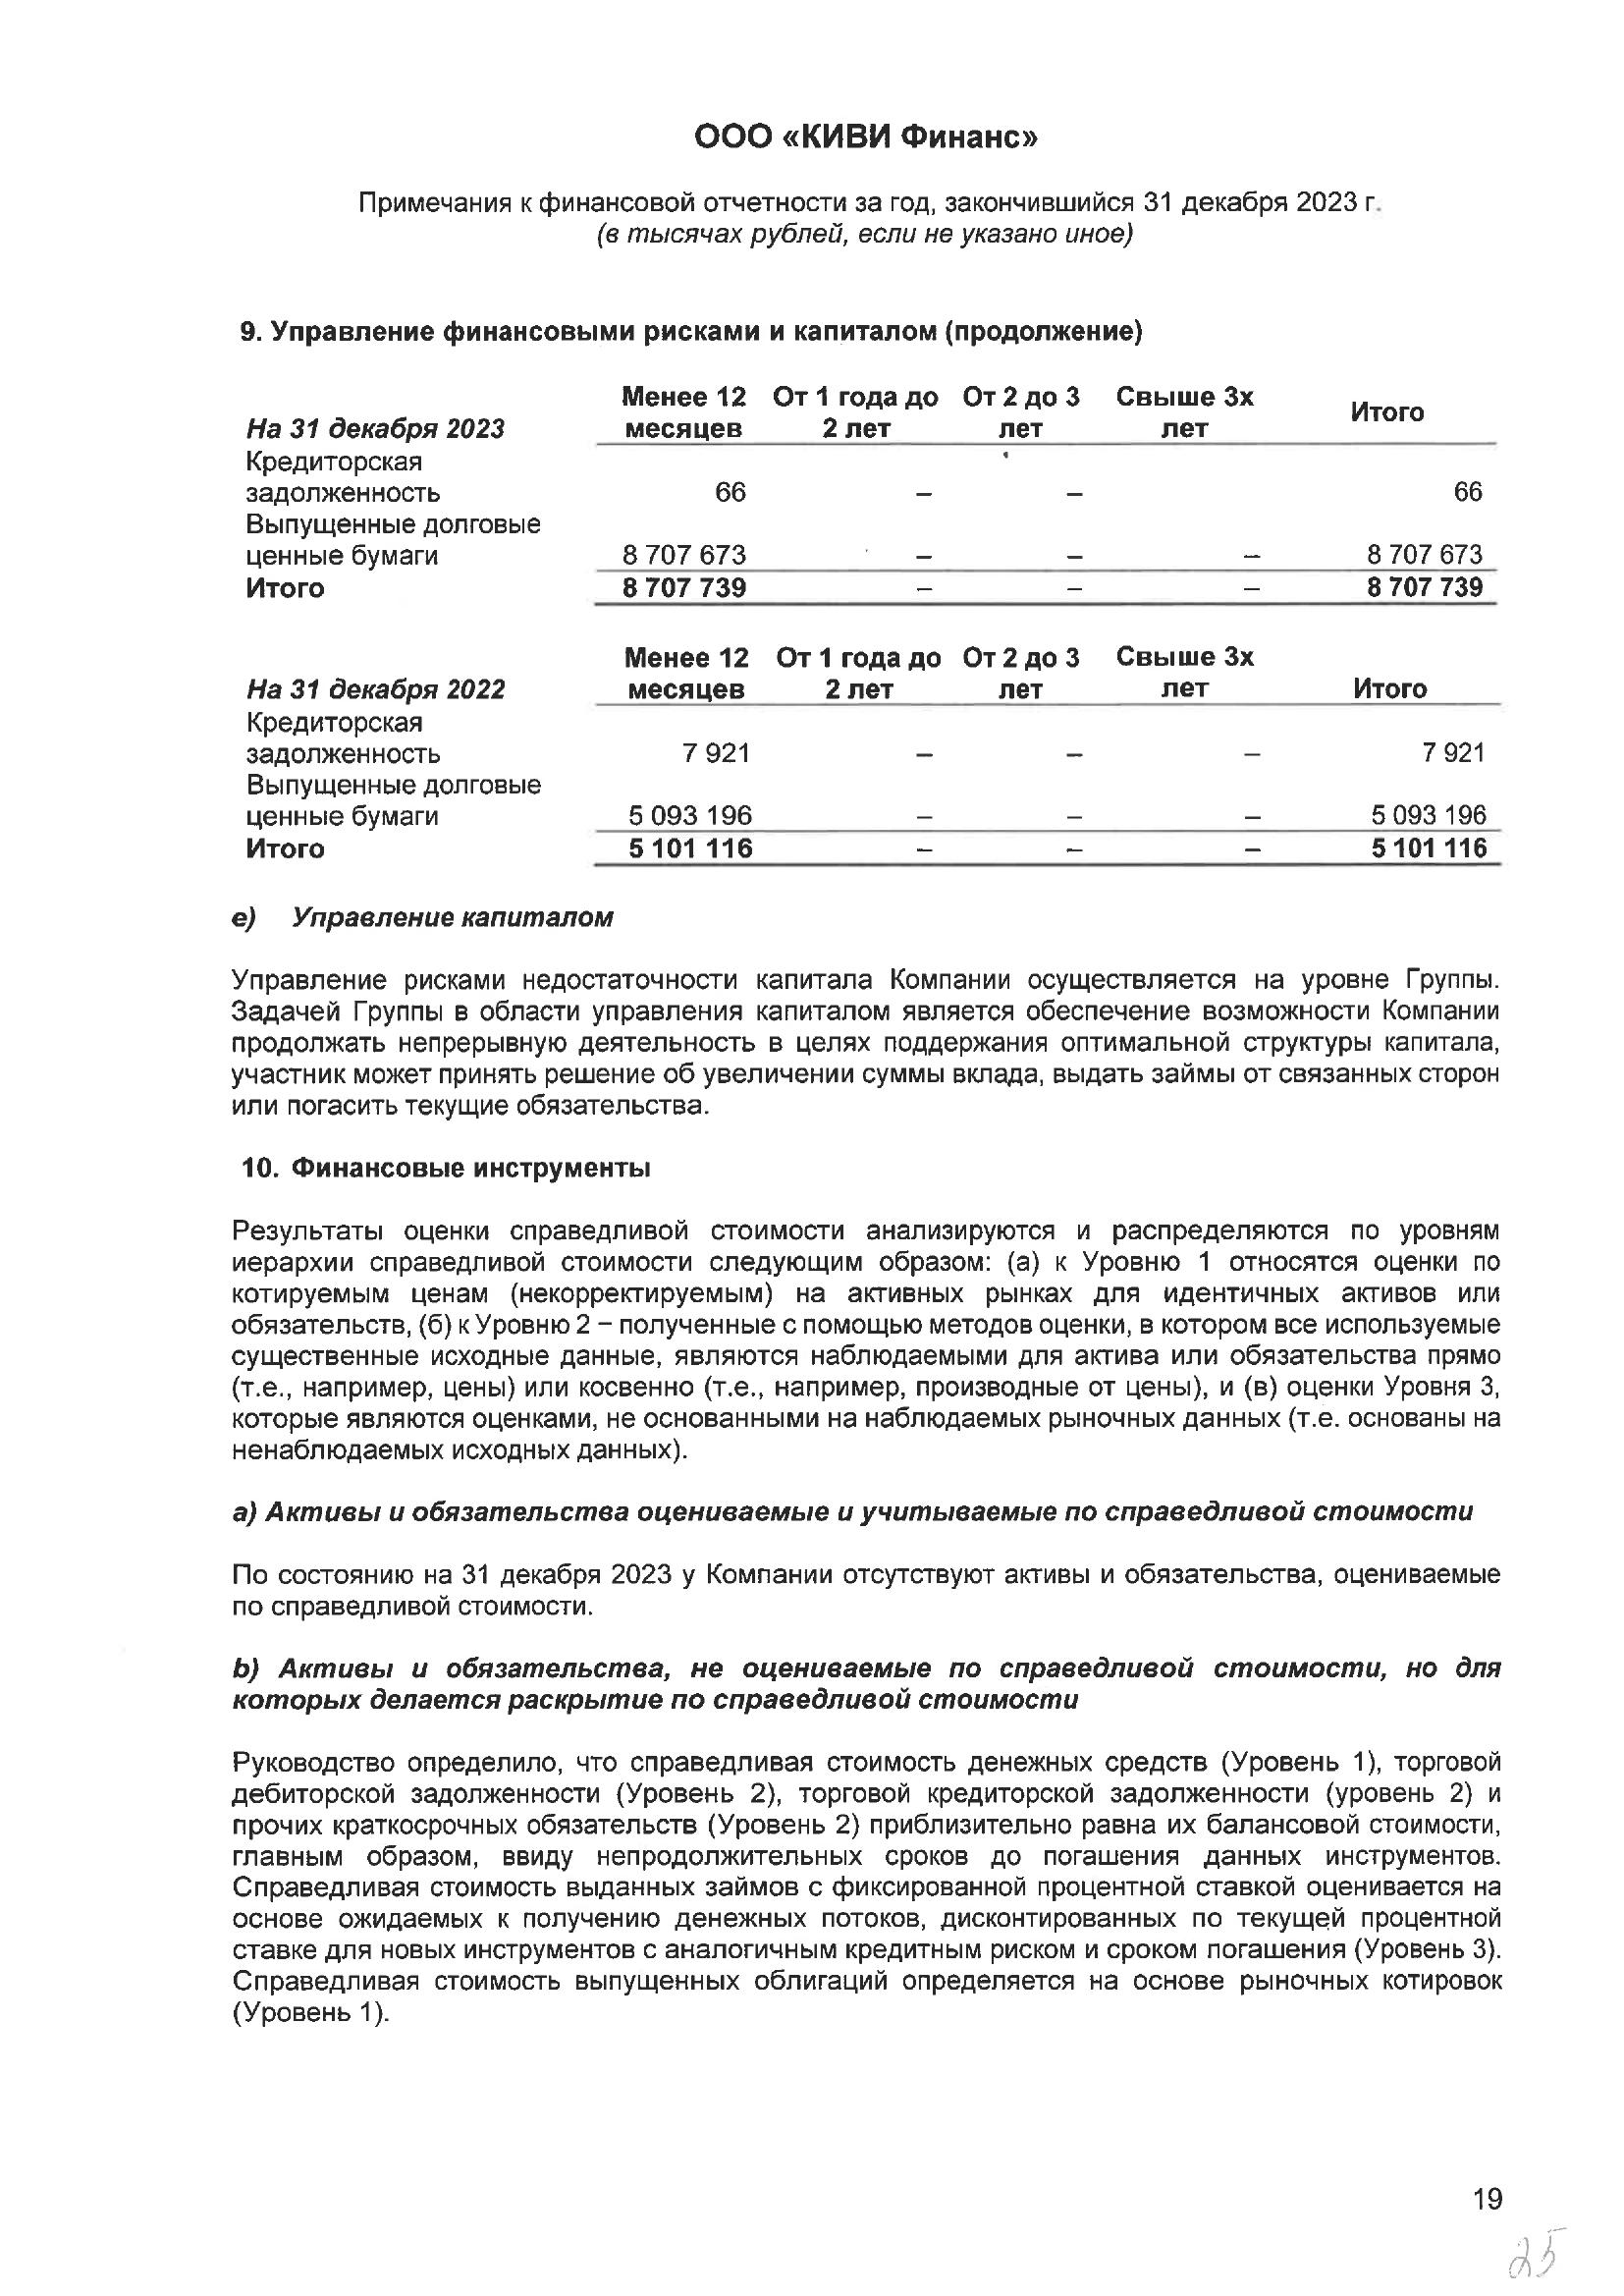 ООО «КИВИ Финанс»
Примечания к финансовой отчетности за год, закончившийся 31 декабря 2023 г.
(в тысячах рублей, если не указано иное)
9. Управление финансовыми рисками и капиталом (продолжение)
Менее 12 От 1 года до От 2 до 3 Свыше 3х Итого
На 31 декабря 2023 месяцев 2 лет лет лет
Кредиторская
задолженность 66 – – 66
Выпущенные долговые
ценные бумаги 8 707 673 – – – 8 707 673
Итого 8 707 739 – – – 8 707 739
Менее 12 От 1 года до От 2 до 3 Свыше 3х
На 31 декабря 2022 месяцев 2 лет лет лет Итого
Кредиторская
задолженность 7 921 – – – 7 921
Выпущенные долговые
ценные бумаги 5 093 196 – – – 5 093 196
Итого 5 101 116 – – – 5 101 116
e) Управление капиталом
Управление рисками недостаточности капитала Компании осуществляется на уровне Группы.
Задачей Группы в области управления капиталом является обеспечение возможности Компании
продолжать непрерывную деятельность в целях поддержания оптимальной структуры капитала,
участник может принять решение об увеличении суммы вклада, выдать займы от связанных сторон
или погасить текущие обязательства.
10. Финансовые инструменты
Результаты оценки справедливой стоимости анализируются и распределяются по уровням
иерархии справедливой стоимости следующим образом: (а) к Уровню 1 относятся оценки по
котируемым ценам (некорректируемым) на активных рынках для идентичных активов или
обязательств, (б) к Уровню 2 – полученные с помощью методов оценки, в котором все используемые
существенные исходные данные, являются наблюдаемыми для актива или обязательства прямо
(т.е., например, цены) или косвенно (т.е., например, производные от цены), и (в) оценки Уровня 3,
которые являются оценками, не основанными на наблюдаемых рыночных данных (т.е. основаны на
ненаблюдаемых исходных данных).
a) Активы и обязательства оцениваемые и учитываемые по справедливой стоимости
По состоянию на 31 декабря 2023 у Компании отсутствуют активы и обязательства, оцениваемые
по справедливой стоимости.
b) Активы и обязательства, не оцениваемые по справедливой стоимости, но для
которых делается раскрытие по справедливой стоимости
Руководство определило, что справедливая стоимость денежных средств (Уровень 1), торговой
дебиторской задолженности (Уровень 2), торговой кредиторской задолженности (уровень 2) и
прочих краткосрочных обязательств (Уровень 2) приблизительно равна их балансовой стоимости,
главным образом, ввиду непродолжительных сроков до погашения данных инструментов.
Справедливая стоимость выданных займов с фиксированной процентной ставкой оценивается на
основе ожидаемых к получению денежных потоков, дисконтированных по текущей процентной
ставке для новых инструментов с аналогичным кредитным риском и сроком погашения (Уровень 3).
Справедливая стоимость выпущенных облигаций определяется на основе рыночных котировок
(Уровень 1).
19
25